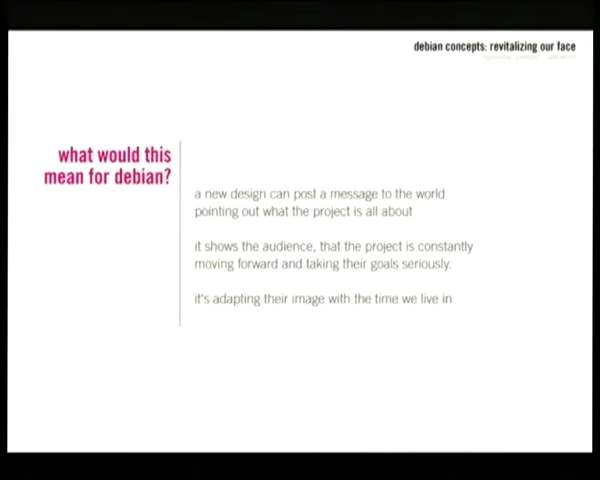 debian concepts: revitalizing our face
what would this
mean for debian?
a new design can post a message to the world
pointing out what the project is all about
it shows the audience, that the project is constantly
moving forward and taking their goals seriously.
it's adapting their image with the time we live in